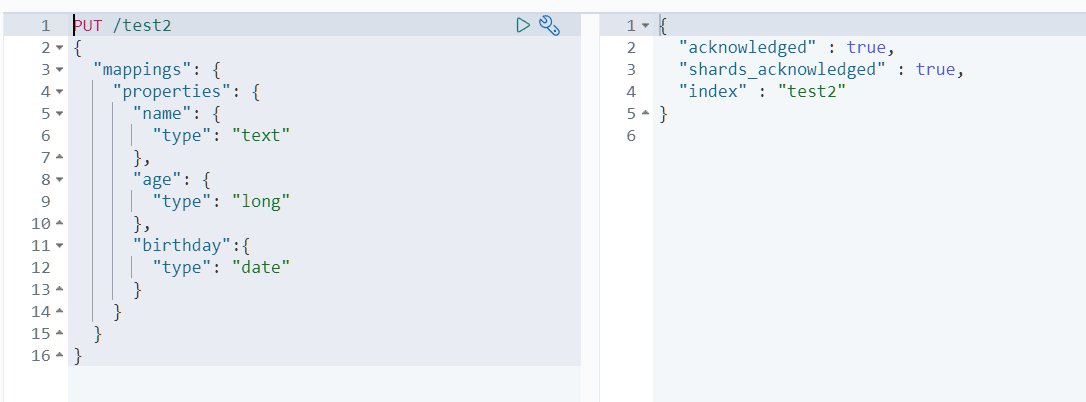 1 PUT /test2
2 {
3 "mappings": {
4 "properties": {
5 "name": {
6 "type": "text"
7 },
8 "age": {
9 "type": "long"
10 },
11 "birthday":{
12 "type": "date"
13 }
14 }
15 }
16 }
1 {
2 "acknowledged" : true,
3 "shards_acknowledged" : true,
4 "index" : "test2"
5 }
6